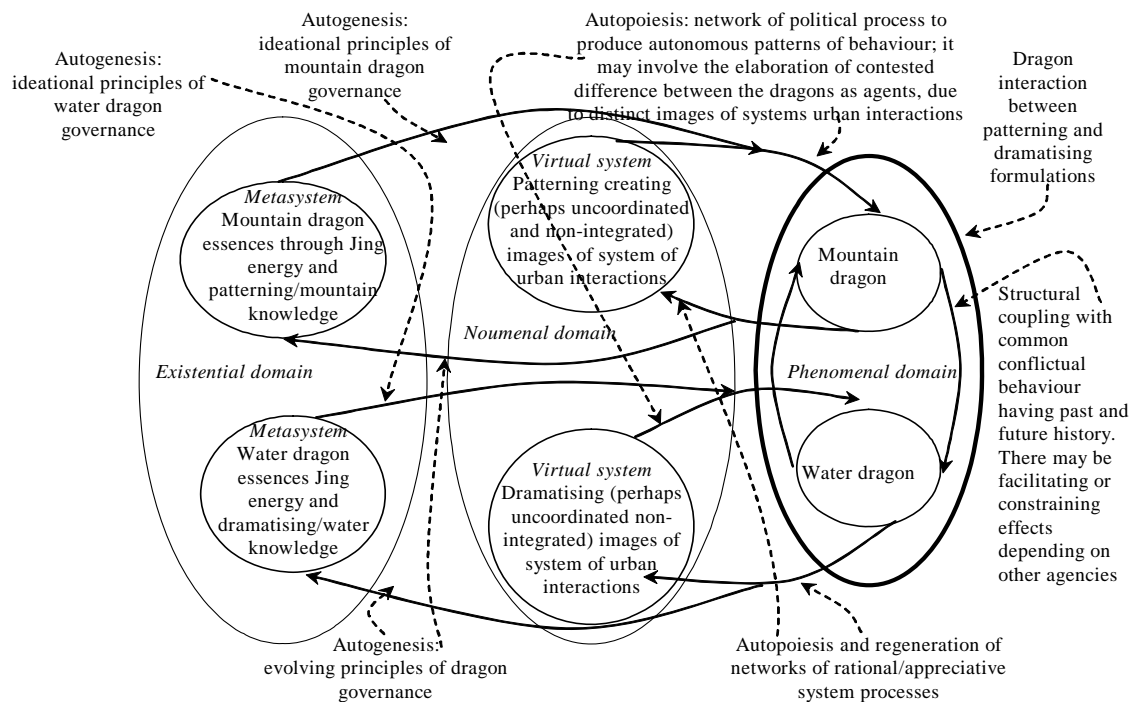 Autogenesis:
ideational principles of
water dragon
governance
Autogenesis:
ideational principles of
mountain dragon
governance
Autopoiesis: network of political process to
produce autonomous patterns of behaviour; it
may involve the elaboration of contested
difference between the dragons as agents, due
to distinct images of systems urban interactions
Dragon
interaction
between
patterning and
dramatising
formulations
Metasystem
Mountain dragon
essences through Jing
energy and
patterning/mountain
knowledge
Virtual system
Patterning creating
(perhaps uncoordinated
and non-integrated)
images of system of
urban interactions
Mountain
dragon
Noumenal domain
Existential domain
Phenomenal domain
Structural
coupling with
common
conflictual
behaviour
having past and
future history.
There may be
facilitating or
constraining
effects
depending on
other agencies
Metasystem
Water dragon
essences Jing
energy and
dramatising/water
knowledge
Virtual system
Dramatising (perhaps
uncoordinated non-
integrated) images of
system of urban
interactions
Water dragon
Autogenesis:
evolving principles of dragon
governance
Autopoiesis and regeneration of
networks of rational/appreciative
system processes